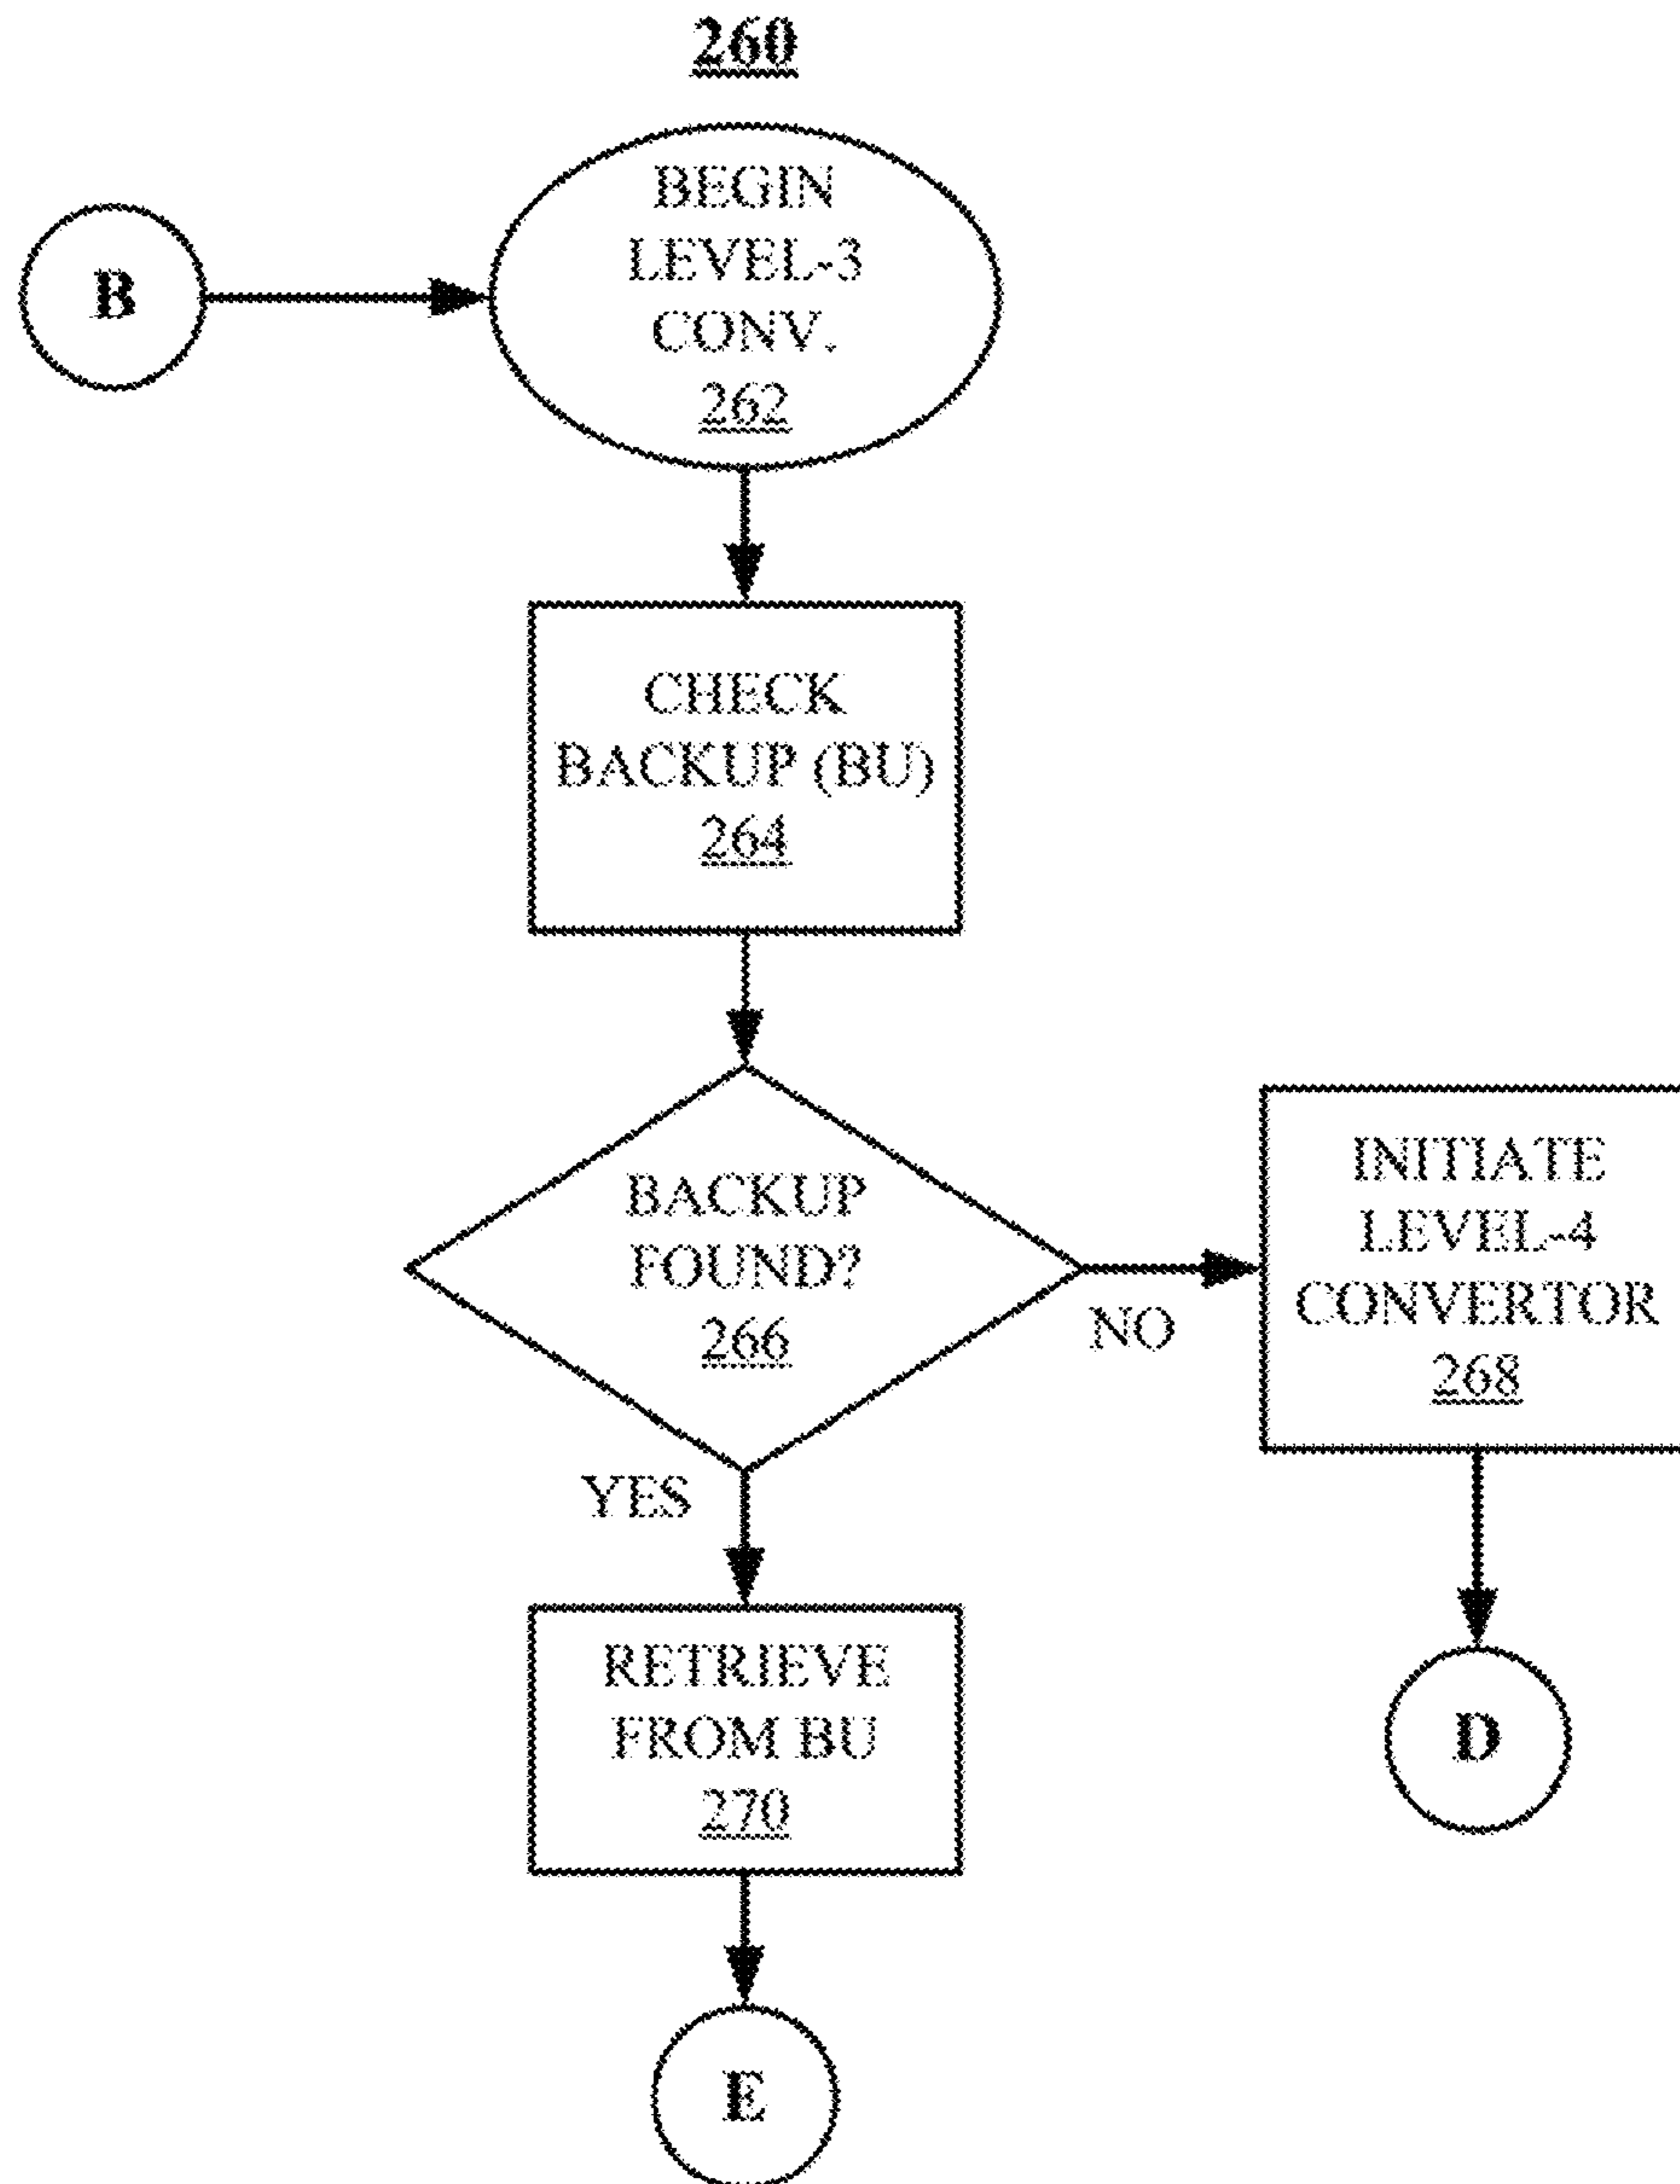 260
B
BEGIN
LEVEL-3
CONV.
262
CHECK
BACKUP (BU)
264
BACKUP
FOUND?
266
NO
INITIATE
LEVEL-4
CONVERTOR
268
YES
RETRIEVE
FROM BU
270
D
E